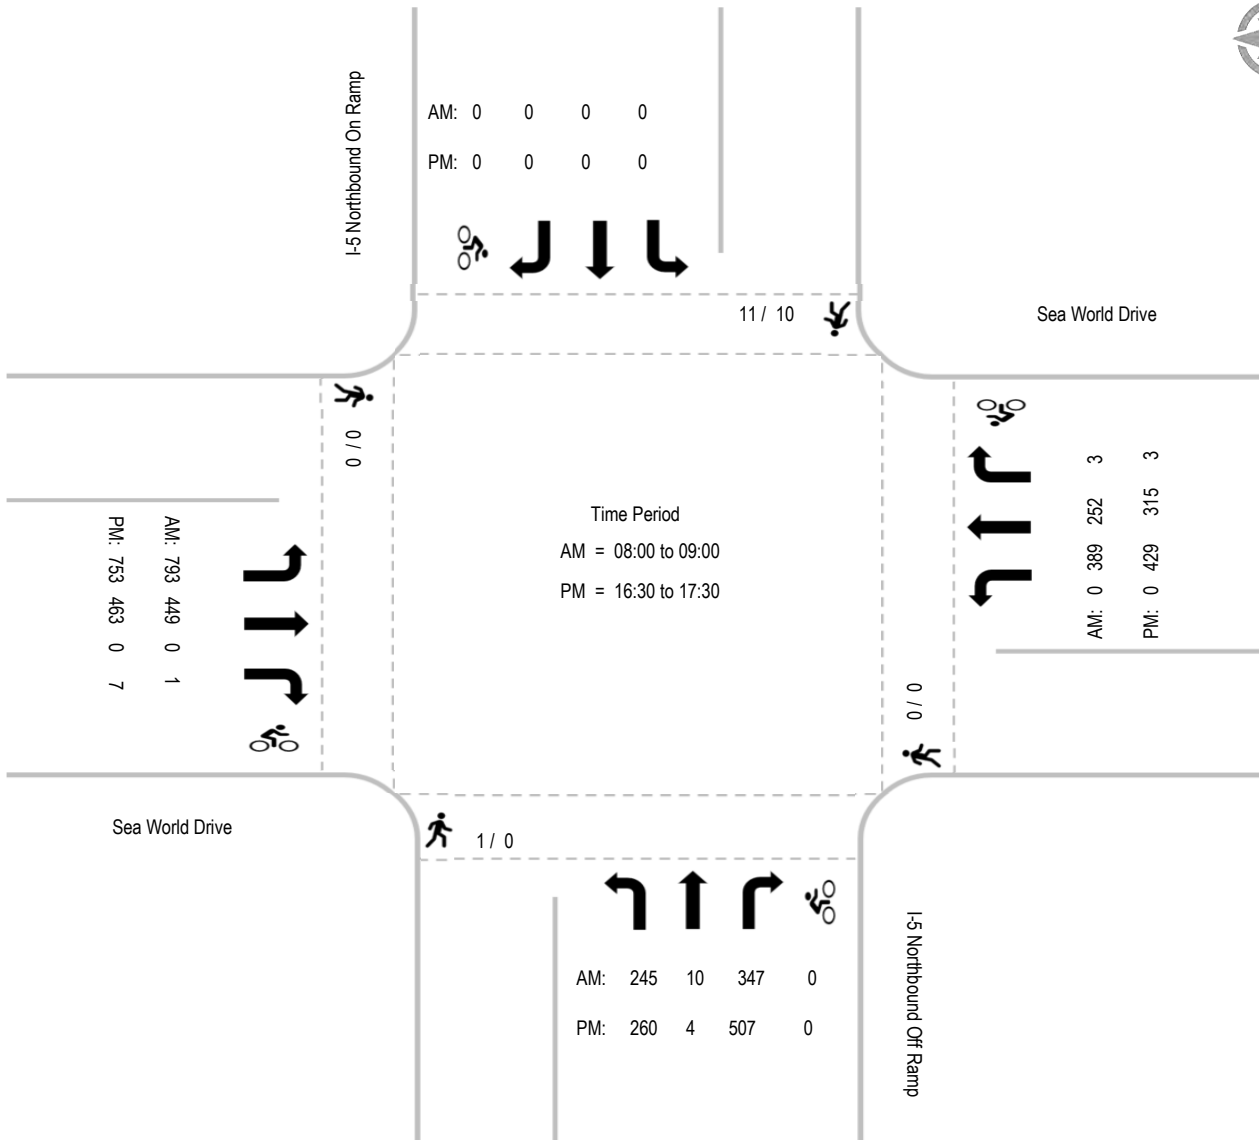 I-5 Northbound On Ramp
AM: 0 0 0 0
PM: 0 0 0 0
11 / 10
Sea World Drive
0 / 0
AM: 0 389 252 3
PM: 0 429 315 3
Time Period
AM = 08:00 to 09:00
PM = 16:30 to 17:30
AM: 793 449 0 1
PM: 753 463 0 7
0 / 0
Sea World Drive
1 / 0
AM: 245 10 347 0
PM: 260 4 507 0
I-5 Northbound Off Ramp